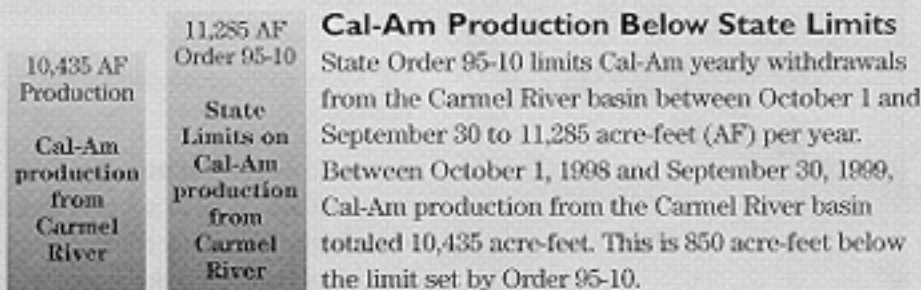 10,435 AF
Production
Cal-Am
production
from
Carmel
River
11,285 AF
Order 95-10
State
Limits on
Cal-Am
production
from
Carmel
River
Cal-Am Production Below State Limits
State Order 95-10 limits Cal-Am yearly withdrawals
from the Carmel River basin between October 1 and
September 30 to 11,285 acre-feet (AF) per year.
Between October 1, 1998 and September 30, 1999,
Cal-Am production from the Carmel River basin
totaled 10,435 acre-feet. This is 850 acre-feet below
the limit set by Order 95-10.